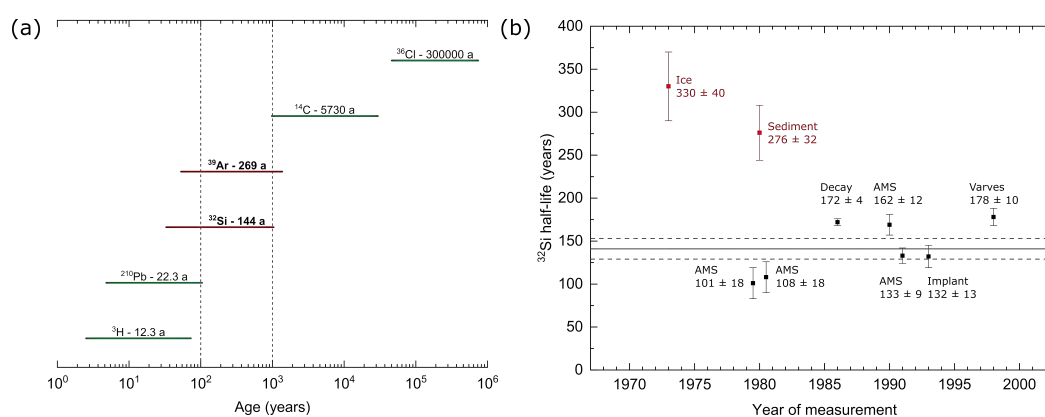 (a)
³⁶Cl - 300000 a
¹⁴C - 5730 a
³⁹Ar - 269 a
³²Si - 144 a
²¹⁰Pb - 22.3 a
³H - 12.3 a
10⁰ 10¹ 10² 10³ 10⁴ 10⁵ 10⁶
Age (years)
(b)
³²Si half-life (years)
400
350
300
250
200
150
100
50
0
Ice
330 ± 40
Sediment
276 ± 32
Decay
172 ± 4
AMS
162 ± 12
Varves
178 ± 10
AMS
101 ± 18
AMS
108 ± 18
AMS
133 ± 9
Implant
132 ± 13
1970 1975 1980 1985 1990 1995 2000
Year of measurement